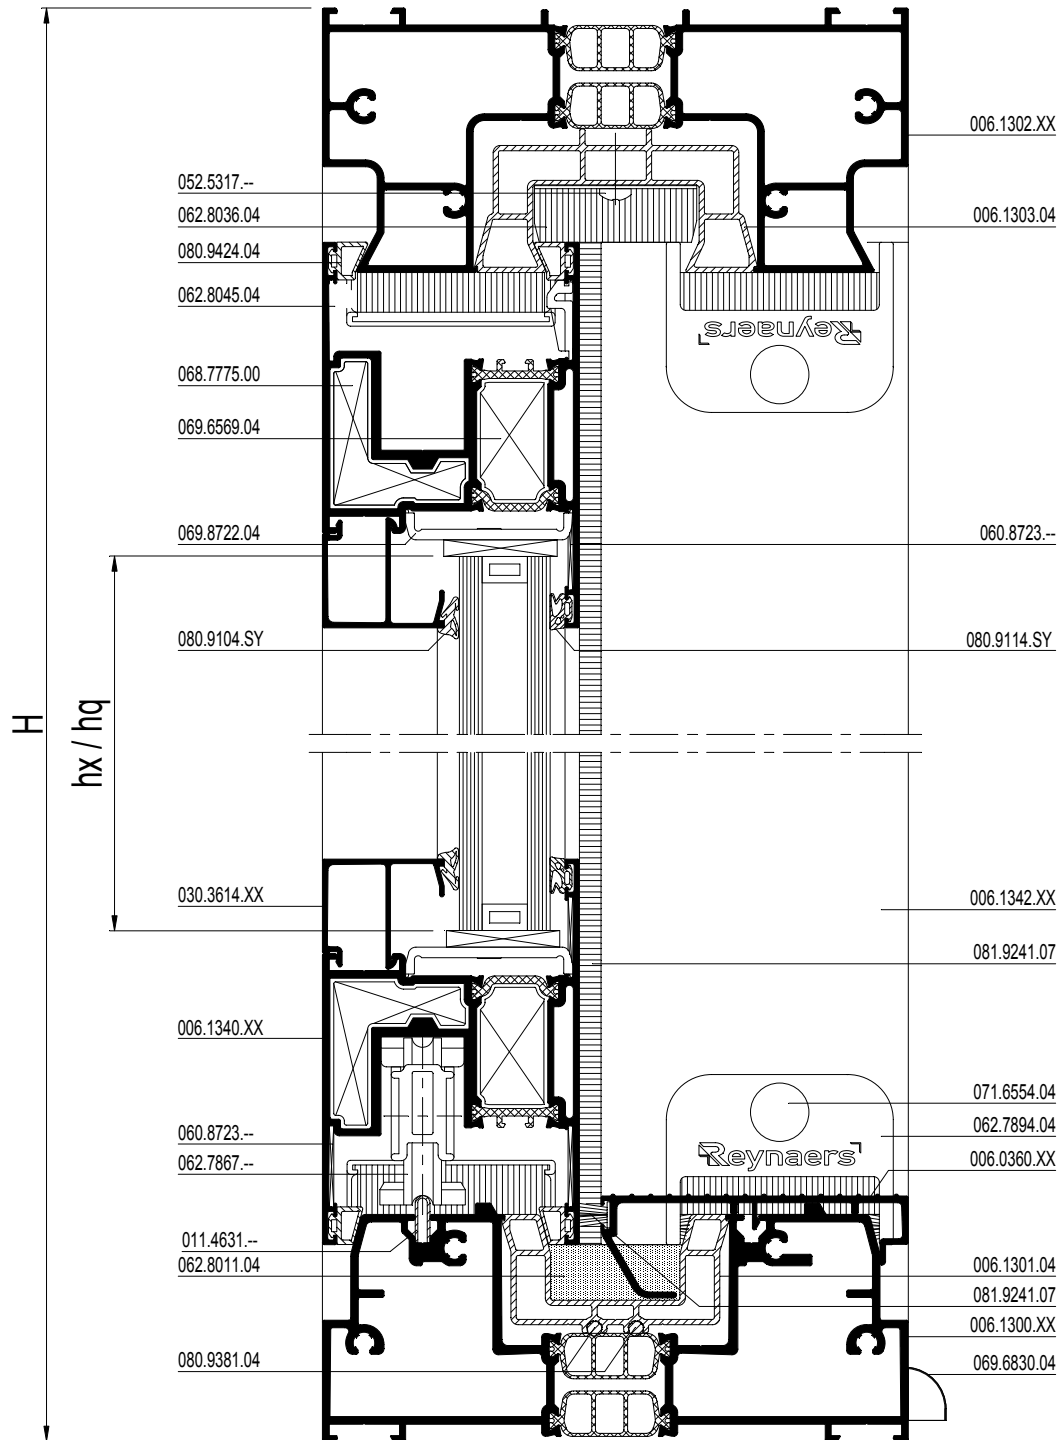 006.1302.XX
052.5317.--
062.8036.04
006.1303.04
080.9424.04
062.8045.04
Reynaers
068.7775.00
069.6569.04
069.8722.04
060.8723.--
080.9104.SY
080.9114.SY
H
hx / hq
030.3614.XX
006.1342.XX
081.9241.07
006.1340.XX
071.6554.04
062.7894.04
060.8723.--
Reynaers
006.0360.XX
062.7867.--
011.4631.--
062.8011.04
006.1301.04
081.9241.07
006.1300.XX
080.9381.04
069.6830.04